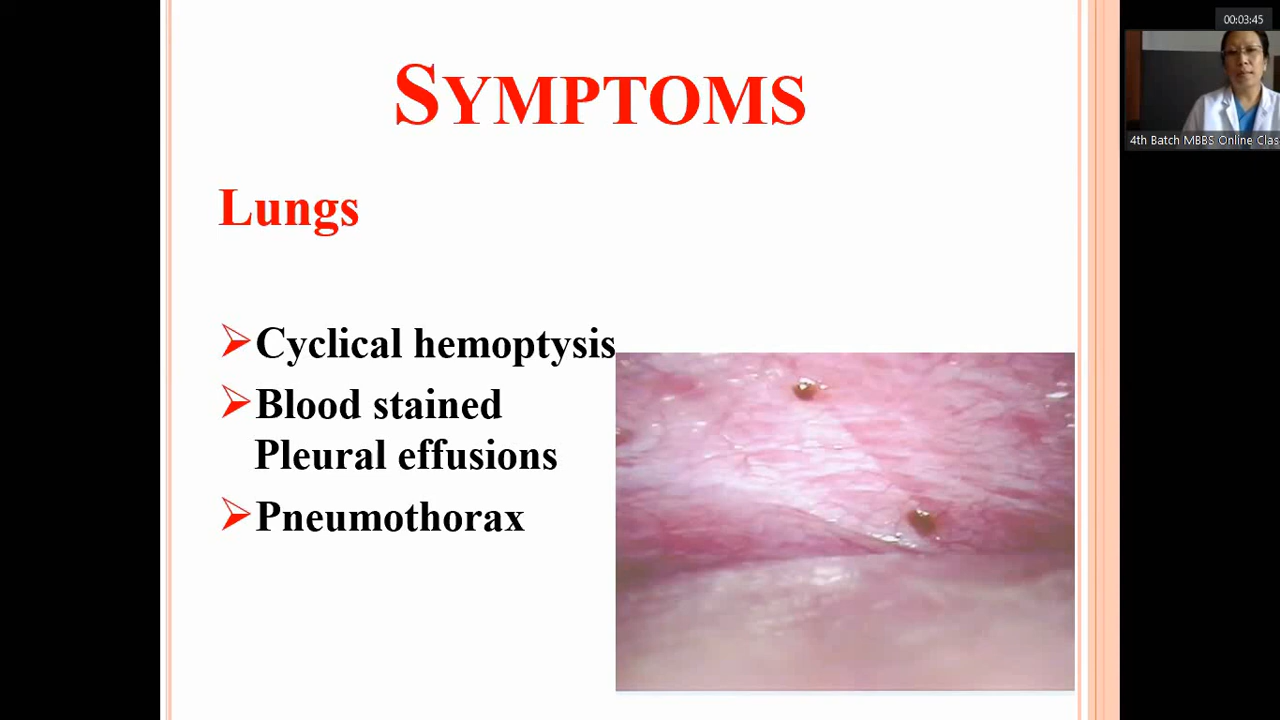 00:03:45
SYMPTOMS
4th Batch MBBS Online Clas
Lungs
Cyclical hemoptysis
Blood stained
Pleural effusions
Pneumothorax